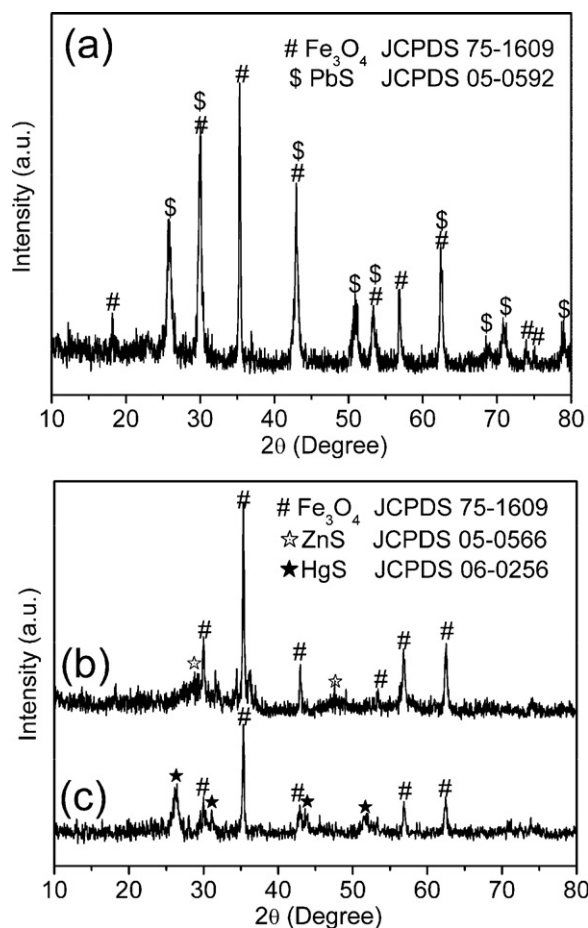 (a)
# Fe₃O₄ JCPDS 75-1609
$ PbS JCPDS 05-0592
#
$
$
#
#
$
#
$
$
#
#
$
#
$
$
#
#
$
Intensity (a.u.)
10 20 30 40 50 60 70 80
2θ (Degree)
# Fe₃O₄ JCPDS 75-1609
☆ZnS JCPDS 05-0566
★HgS JCPDS 06-0256
(b)
☆
#
#
#
☆
#
#
#
(c)
★
#
★
#
#
★
★
#
#
Intensity (a.u.)
10 20 30 40 50 60 70 80
2θ (Degree)